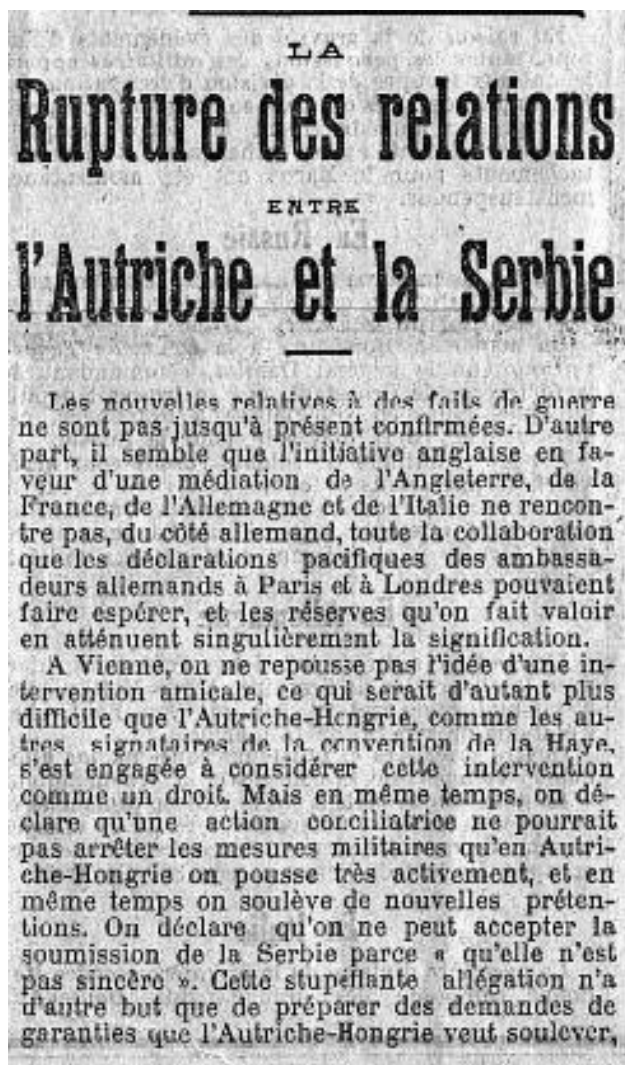 LA
Rupture des relations
ENTRE
l'Autriche et la Serbie
Les nouvelles relatives à des faits de guerre
ne sont pas jusqu'à présent confirmées. D'autre
part, il semble que l'initiative anglaise en fa-
veur d'une médiation de l'Angleterre, de la
France, de l'Allemagne et de l'Italie ne rencon-
tre pas, du côté allemand, toute la collaboration
que les déclarations pacifiques des ambassa-
deurs allemands à Paris et à Londres pouvaient
faire espérer, et les réserves qu'on fait valoir
en atténuent singulièrement la signification.
A Vienne, on ne repousse pas l'idée d'une in-
tervention amicale, ce qui serait d'autant plus
difficile que l'Autriche-Hongrie, comme les au-
tres signataires de la convention de la Haye,
s'est engagée à considérer cette intervention
comme un droit. Mais en même temps, on dé-
clare qu'une action conciliatrice ne pourrait
pas arrêter les mesures militaires qu'en Autri-
che-Hongrie on pousse très activement, et en
même temps on soulève de nouvelles préten-
tions. On déclare qu'on ne peut accepter la
soumission de la Serbie parce « qu'elle n'est
pas sincère ». Cette stupéfiante allégation n'a
d'autre but que de préparer des demandes de
garanties que l'Autriche-Hongrie veut soulever,